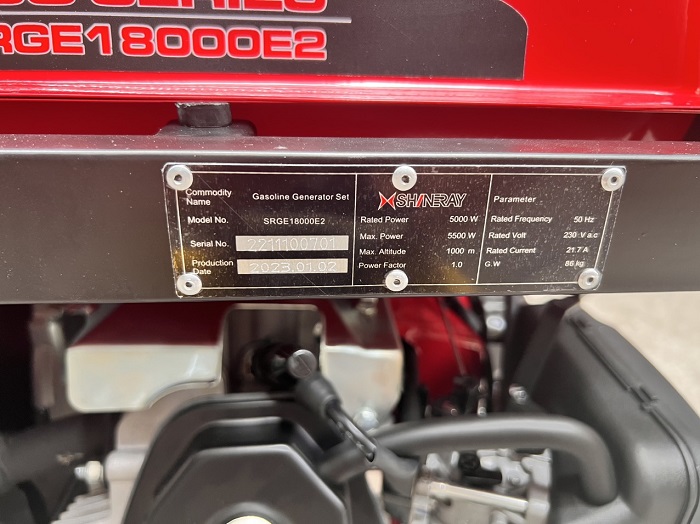 SRGE18000E2
Commodity Name Gasoline Generator Set
Model No. SRGE18000E2
Serial No. 2211100701
Production Date 2023.01.02
SHINERAY
Rated Power 5000 W
Max. Power 5500 W
Max. Altitude 1000 m
Power Factor 1.0
Parameter
Rated Frequency 50 Hz
Rated Volt 230 V a.c
Rated Current 21.7 A
G.W 86 kg